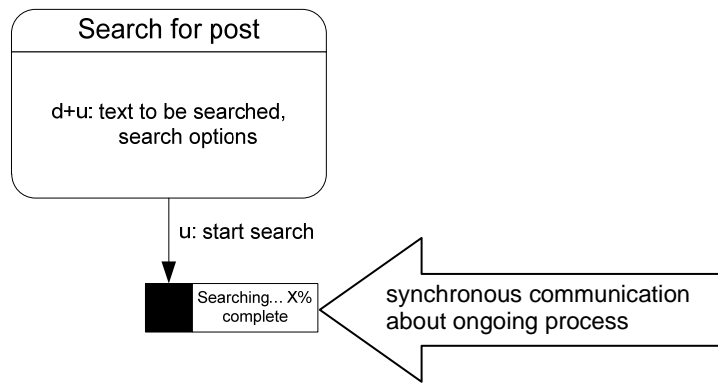 Search for post
d+u: text to be searched,
search options
u: start search
Searching... X%
complete
synchronous communication
about ongoing process